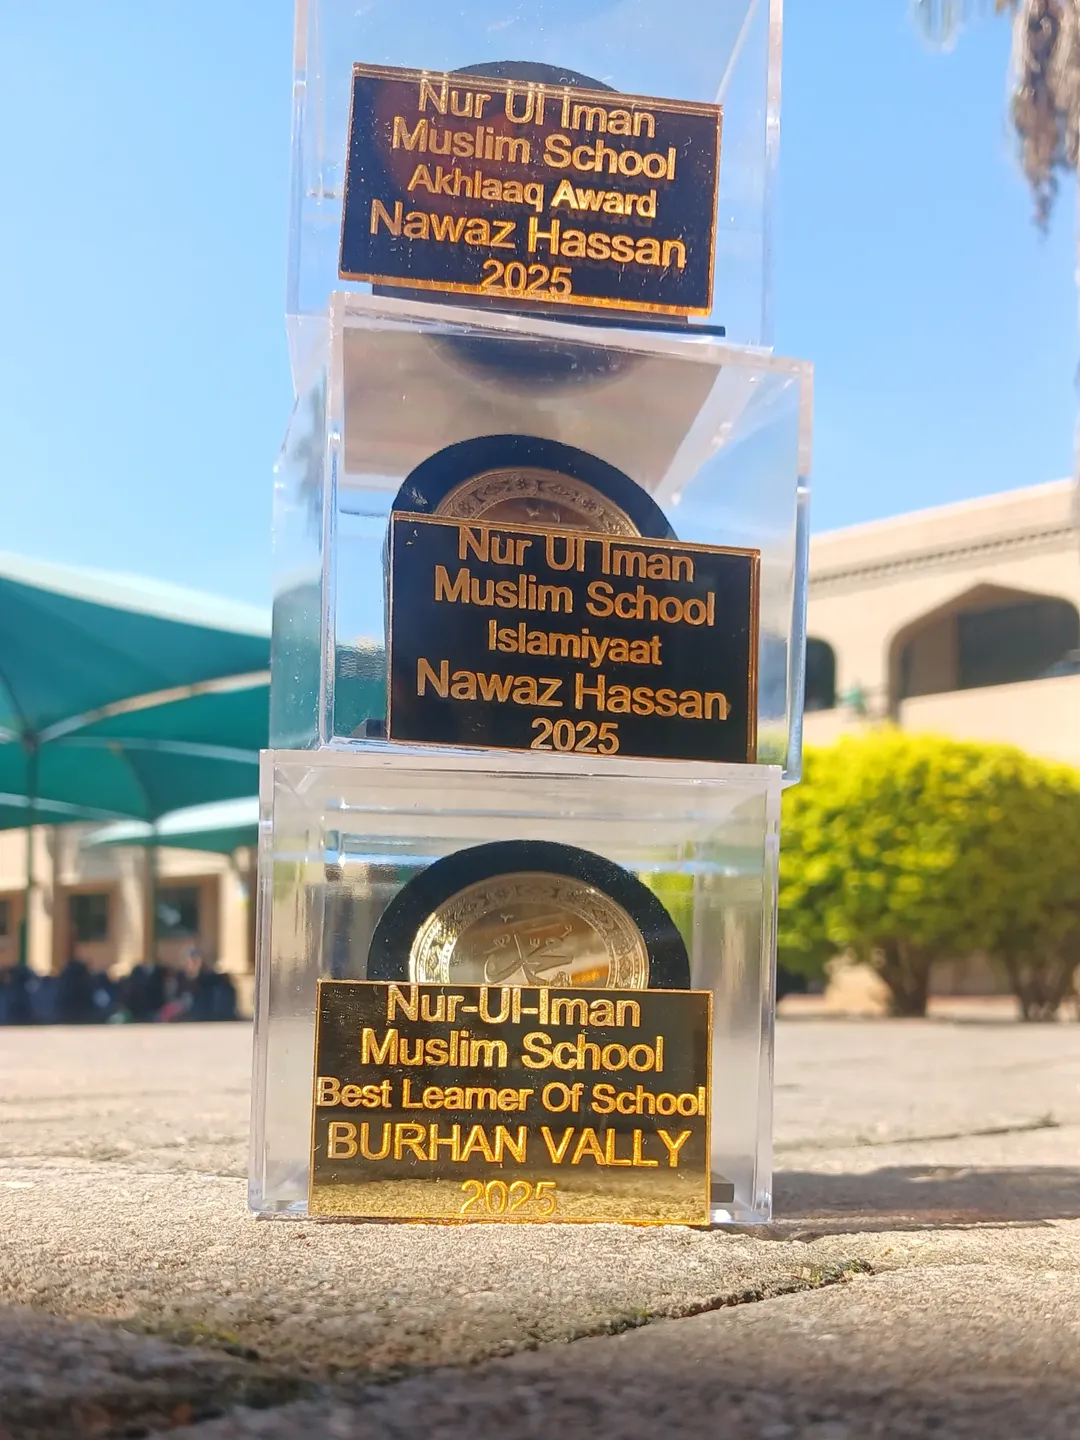 Nur Ul Iman
Muslim School
Akhlaaq Award
Nawaz Hassan
2025
Nur Ul Iman
Muslim School
Islamiyaat
Nawaz Hassan
2025
Nur-Ul-Iman
Muslim School
Best Learner Of School
BURHAN VALLY
2025